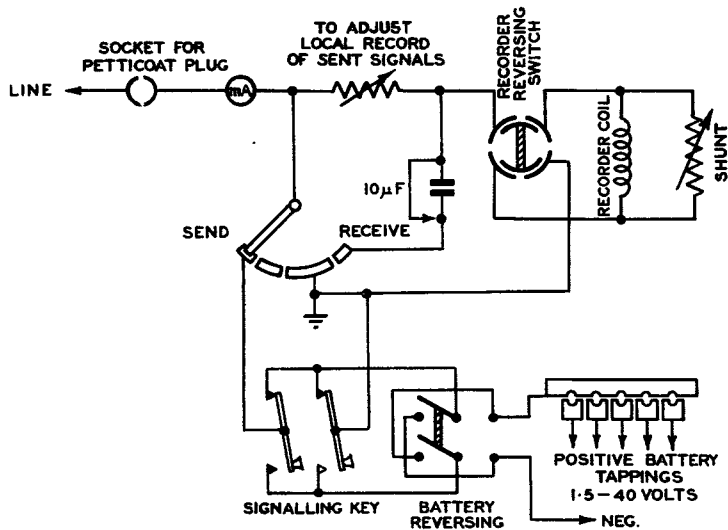 SOCKET FOR
PETTICOAT PLUG
LINE
mA
TO ADJUST
LOCAL RECORD
OF SENT SIGNALS
RECORDER
REVERSING
SWITCH
RECORDER COIL
SHUNT
10µF
SEND
RECEIVE
SIGNALLING KEY
BATTERY
REVERSING
POSITIVE BATTERY
TAPPINGS
1·5–40 VOLTS
NEG.